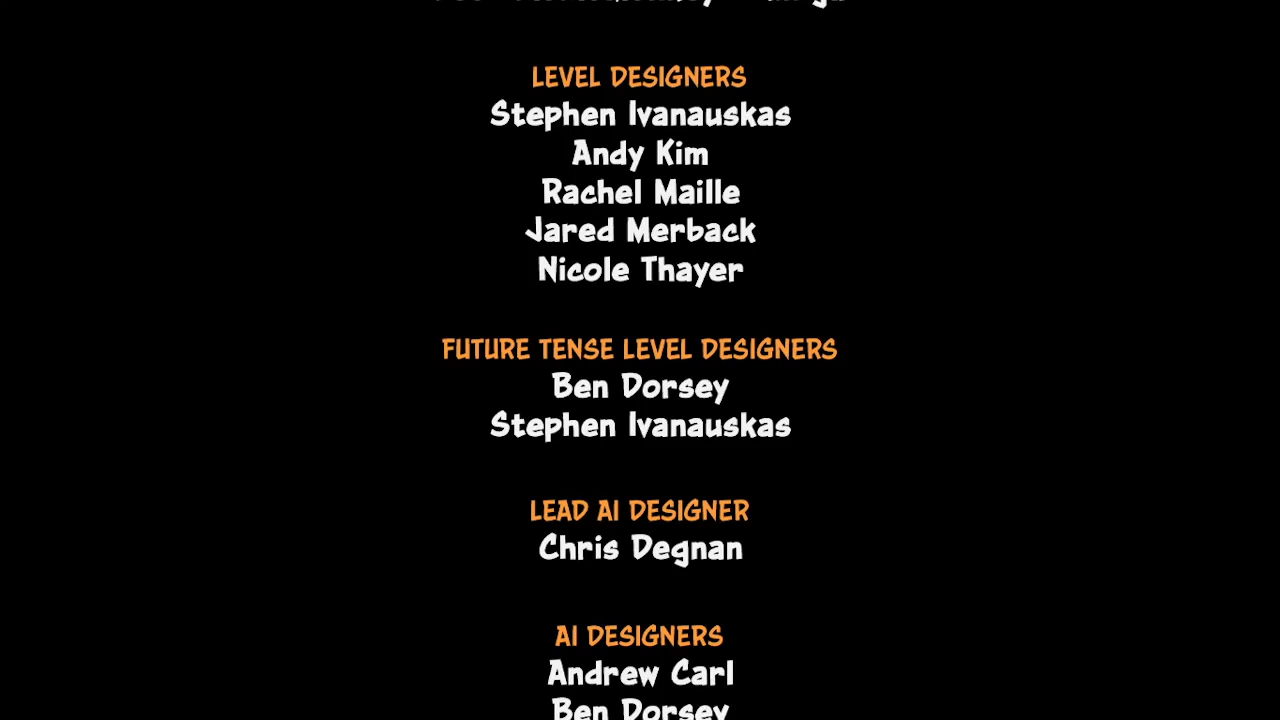 LEVEL DESIGNERS
Stephen Ivanauskas
Andy Kim
Rachel Maille
Jared Merback
Nicole Thayer
FUTURE TENSE LEVEL DESIGNERS
Ben Dorsey
Stephen Ivanauskas
LEAD AI DESIGNER
Chris Degnan
AI DESIGNERS
Andrew Carl
Ben Dorsey